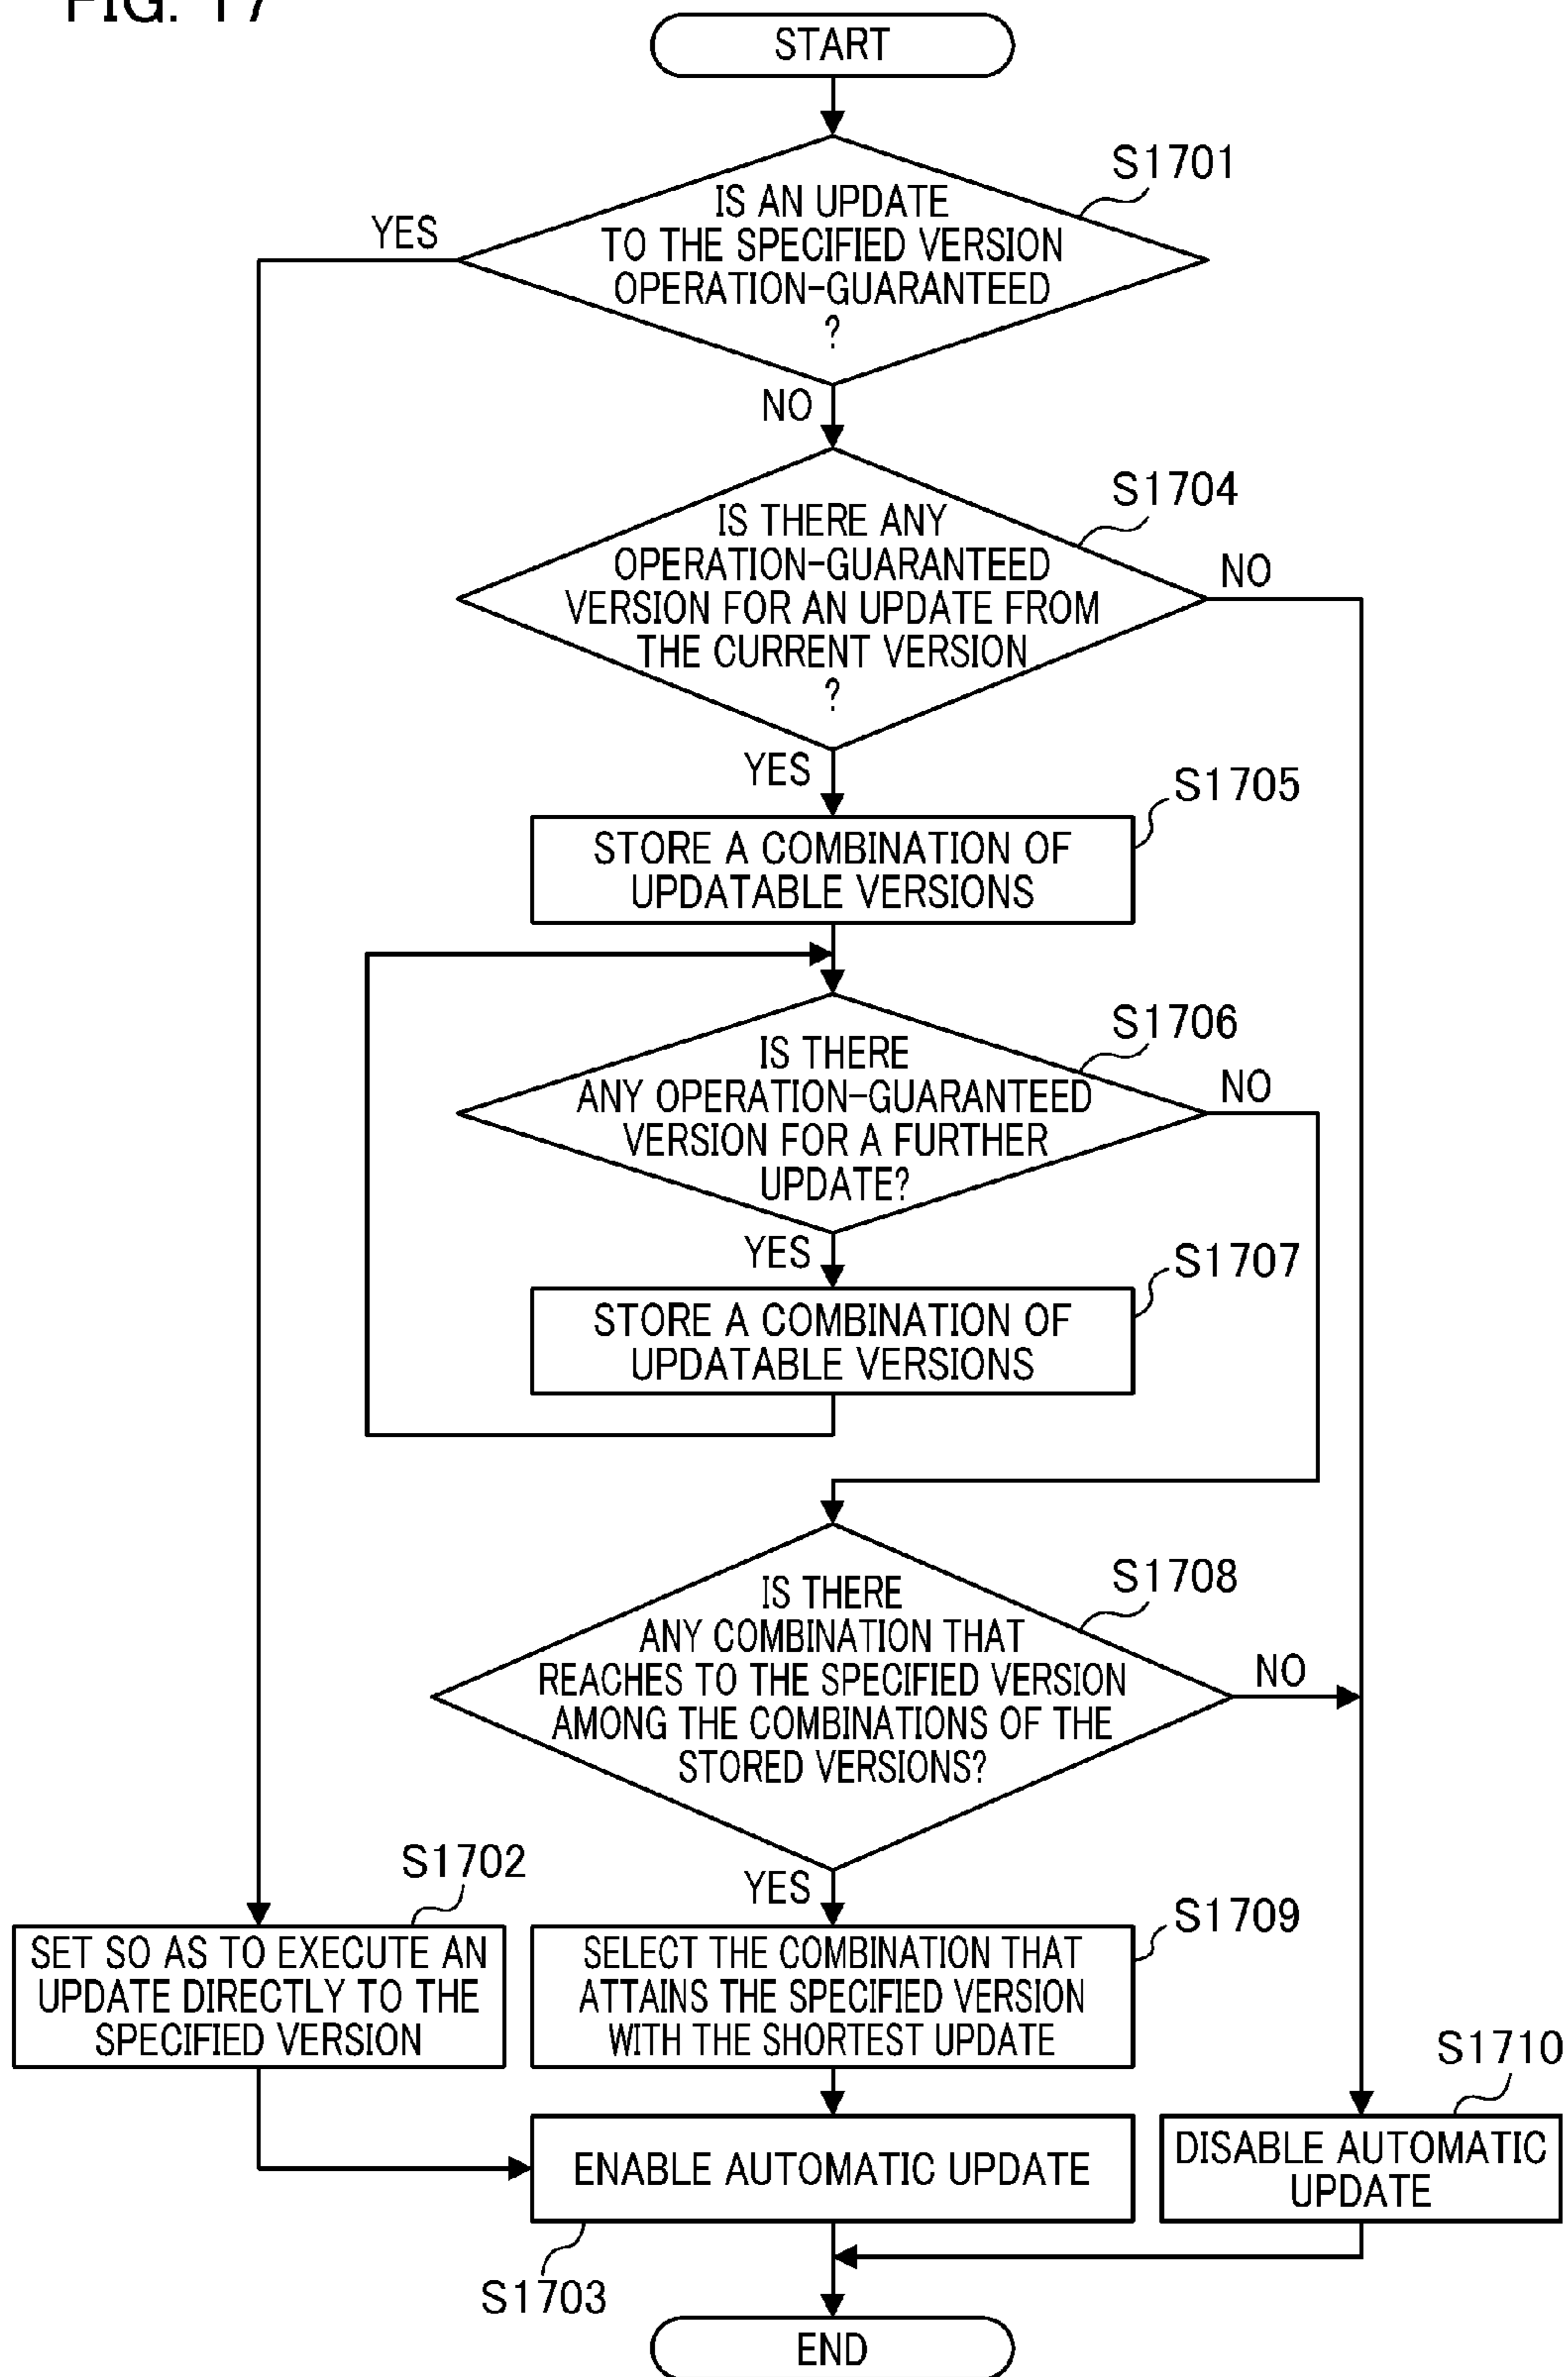 FIG. 17
START
S1701
IS AN UPDATE
TO THE SPECIFIED VERSION
OPERATION-GUARANTEED
?
YES
NO
S1704
IS THERE ANY
OPERATION-GUARANTEED
VERSION FOR AN UPDATE FROM
THE CURRENT VERSION
?
NO
YES
S1705
STORE A COMBINATION OF
UPDATABLE VERSIONS
S1706
IS THERE
ANY OPERATION-GUARANTEED
VERSION FOR A FURTHER
UPDATE?
NO
YES
S1707
STORE A COMBINATION OF
UPDATABLE VERSIONS
S1708
IS THERE
ANY COMBINATION THAT
REACHES TO THE SPECIFIED VERSION
AMONG THE COMBINATIONS OF THE
STORED VERSIONS?
NO
YES
S1702
SET SO AS TO EXECUTE AN
UPDATE DIRECTLY TO THE
SPECIFIED VERSION
S1709
SELECT THE COMBINATION THAT
ATTAINS THE SPECIFIED VERSION
WITH THE SHORTEST UPDATE
S1710
ENABLE AUTOMATIC UPDATE
DISABLE AUTOMATIC
UPDATE
S1703
END